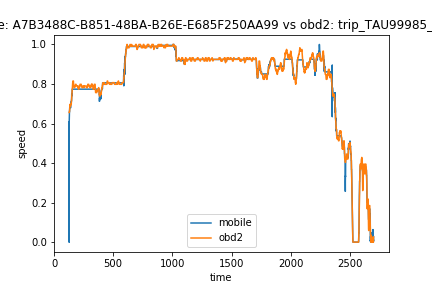 e: A7B3488C-B851-48BA-B26E-E685F250AA99 vs obd2: trip_TAU99985_
1.0
0.8
0.6
0.4
0.2
0.0
speed
mobile
obd2
0 500 1000 1500 2000 2500
time